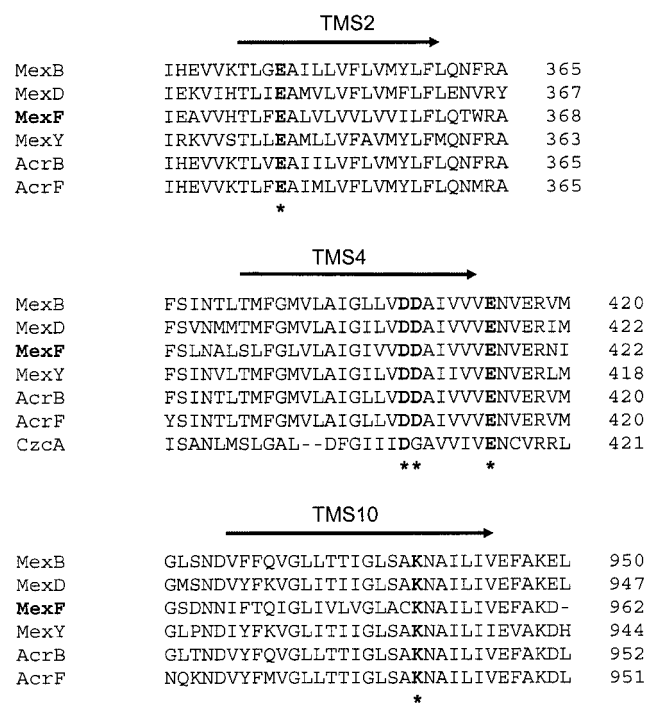 TMS2
MexB IHEVVKTLGEAILLVFLVMYLFLQNFRA 365
MexD IEKVIHTLIEAMVLVFLVMFLFLENVRY 367
MexF IEAVVHTLFEALVLVVLVVILFLQTWRA 368
MexY IRKVVSTLLEAMLLVFAVMYLFMQNFRA 363
AcrB IHEVVKTLVEAIILVFLVMYLFLQNFRA 365
AcrF IHEVVKTLFEAIMLVFLVMYLFLQNMRA 365
*
TMS4
MexB FSINTLTMFGMVLAIGLLVDDAIVVVENVERVM 420
MexD FSVNMMTMFGMVLAIGILVDDAIVVVENVERIM 422
MexF FSLNALSLFGLVLAIGIVVDDAIVVVENVERNI 422
MexY FSINVLTMFGMVLAIGILVDDAIIVVENVERLM 418
AcrB FSINTLTMFGMVLAIGLLVDDAIVVVENVERVM 420
AcrF YSINTLTMFGMVLAIGLLVDDAIVVVENVERVM 420
CzcA ISANLMSLGAL--DFGIIIDGAVVIVENCVRRL 421
** *
TMS10
MexB GLSNDVFFQVGLLTTIGLSAKNAILIVEFAKEL 950
MexD GMSNDVYFKVGLITIIGLSAKNAILIVEFAKEL 947
MexF GSDNNIFTQIGLIVLVGLACKNAILIVEFAKD- 962
MexY GLPNDIYFKVGLITIIGLSAKNAILIIEVAKDH 944
AcrB GLTNDVYFQVGLLTTIGLSAKNAILIVEFAKDL 952
AcrF NQKNDVYFMVGLLTTIGLSAKNAILIVEFAKDL 951
*